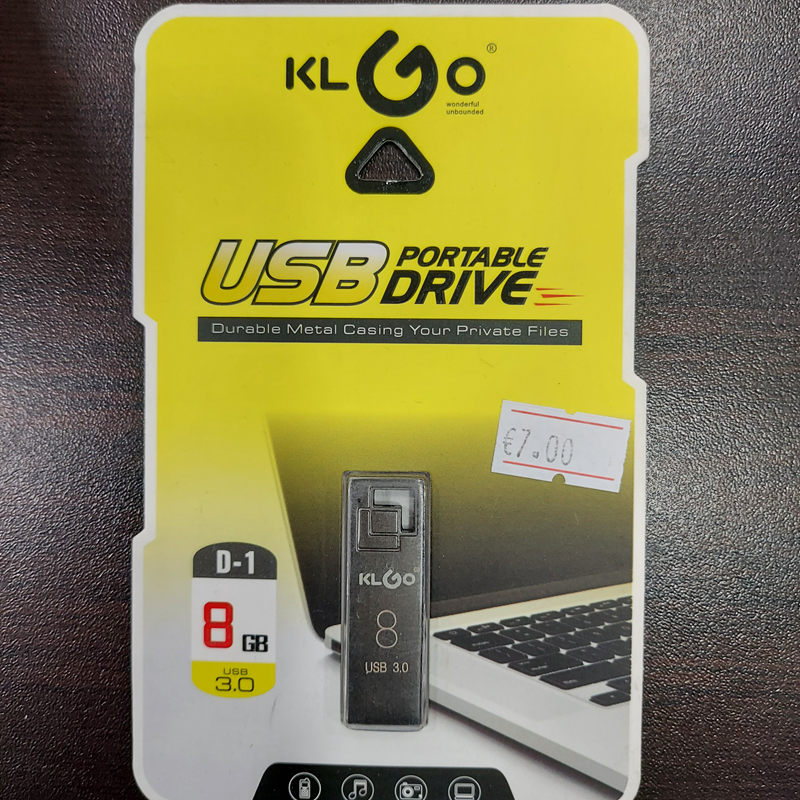 KLGO®
wonderful
unbounded
USB PORTABLE
DRIVE
Durable Metal Casing Your Private Files
€7.00
D-1
8 GB
USB
3.0
KLGO
8
USB 3.0